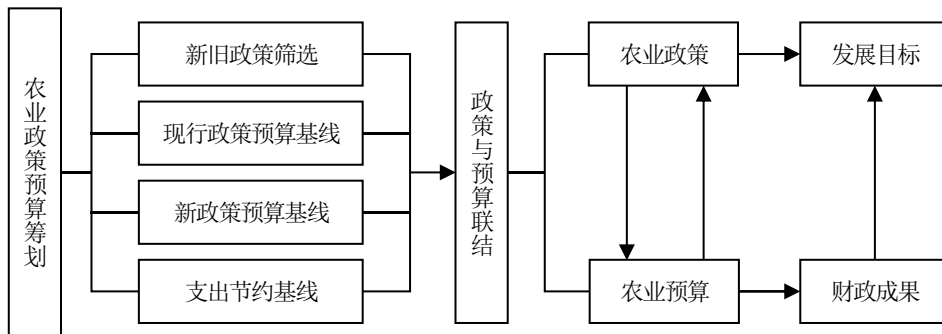 农业政策预算筹划
新旧政策筛选
现行政策预算基线
新政策预算基线
支出节约基线
政策与预算联结
农业政策
发展目标
农业预算
财政成果